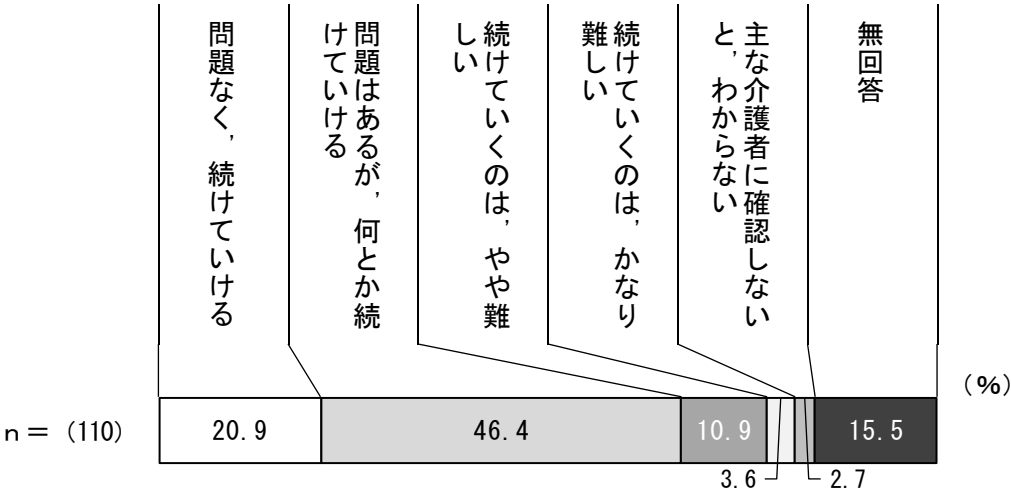 問題なく，続けていける
問題はあるが，何とか続
けていける
続けていくのは，やや難
しい
続けていくのは，かなり
難しい
主な介護者に確認しない
と，わからない
無回答
（%）
ｎ＝（110）
20.9
46.4
10.9
15.5
3.6
2.7